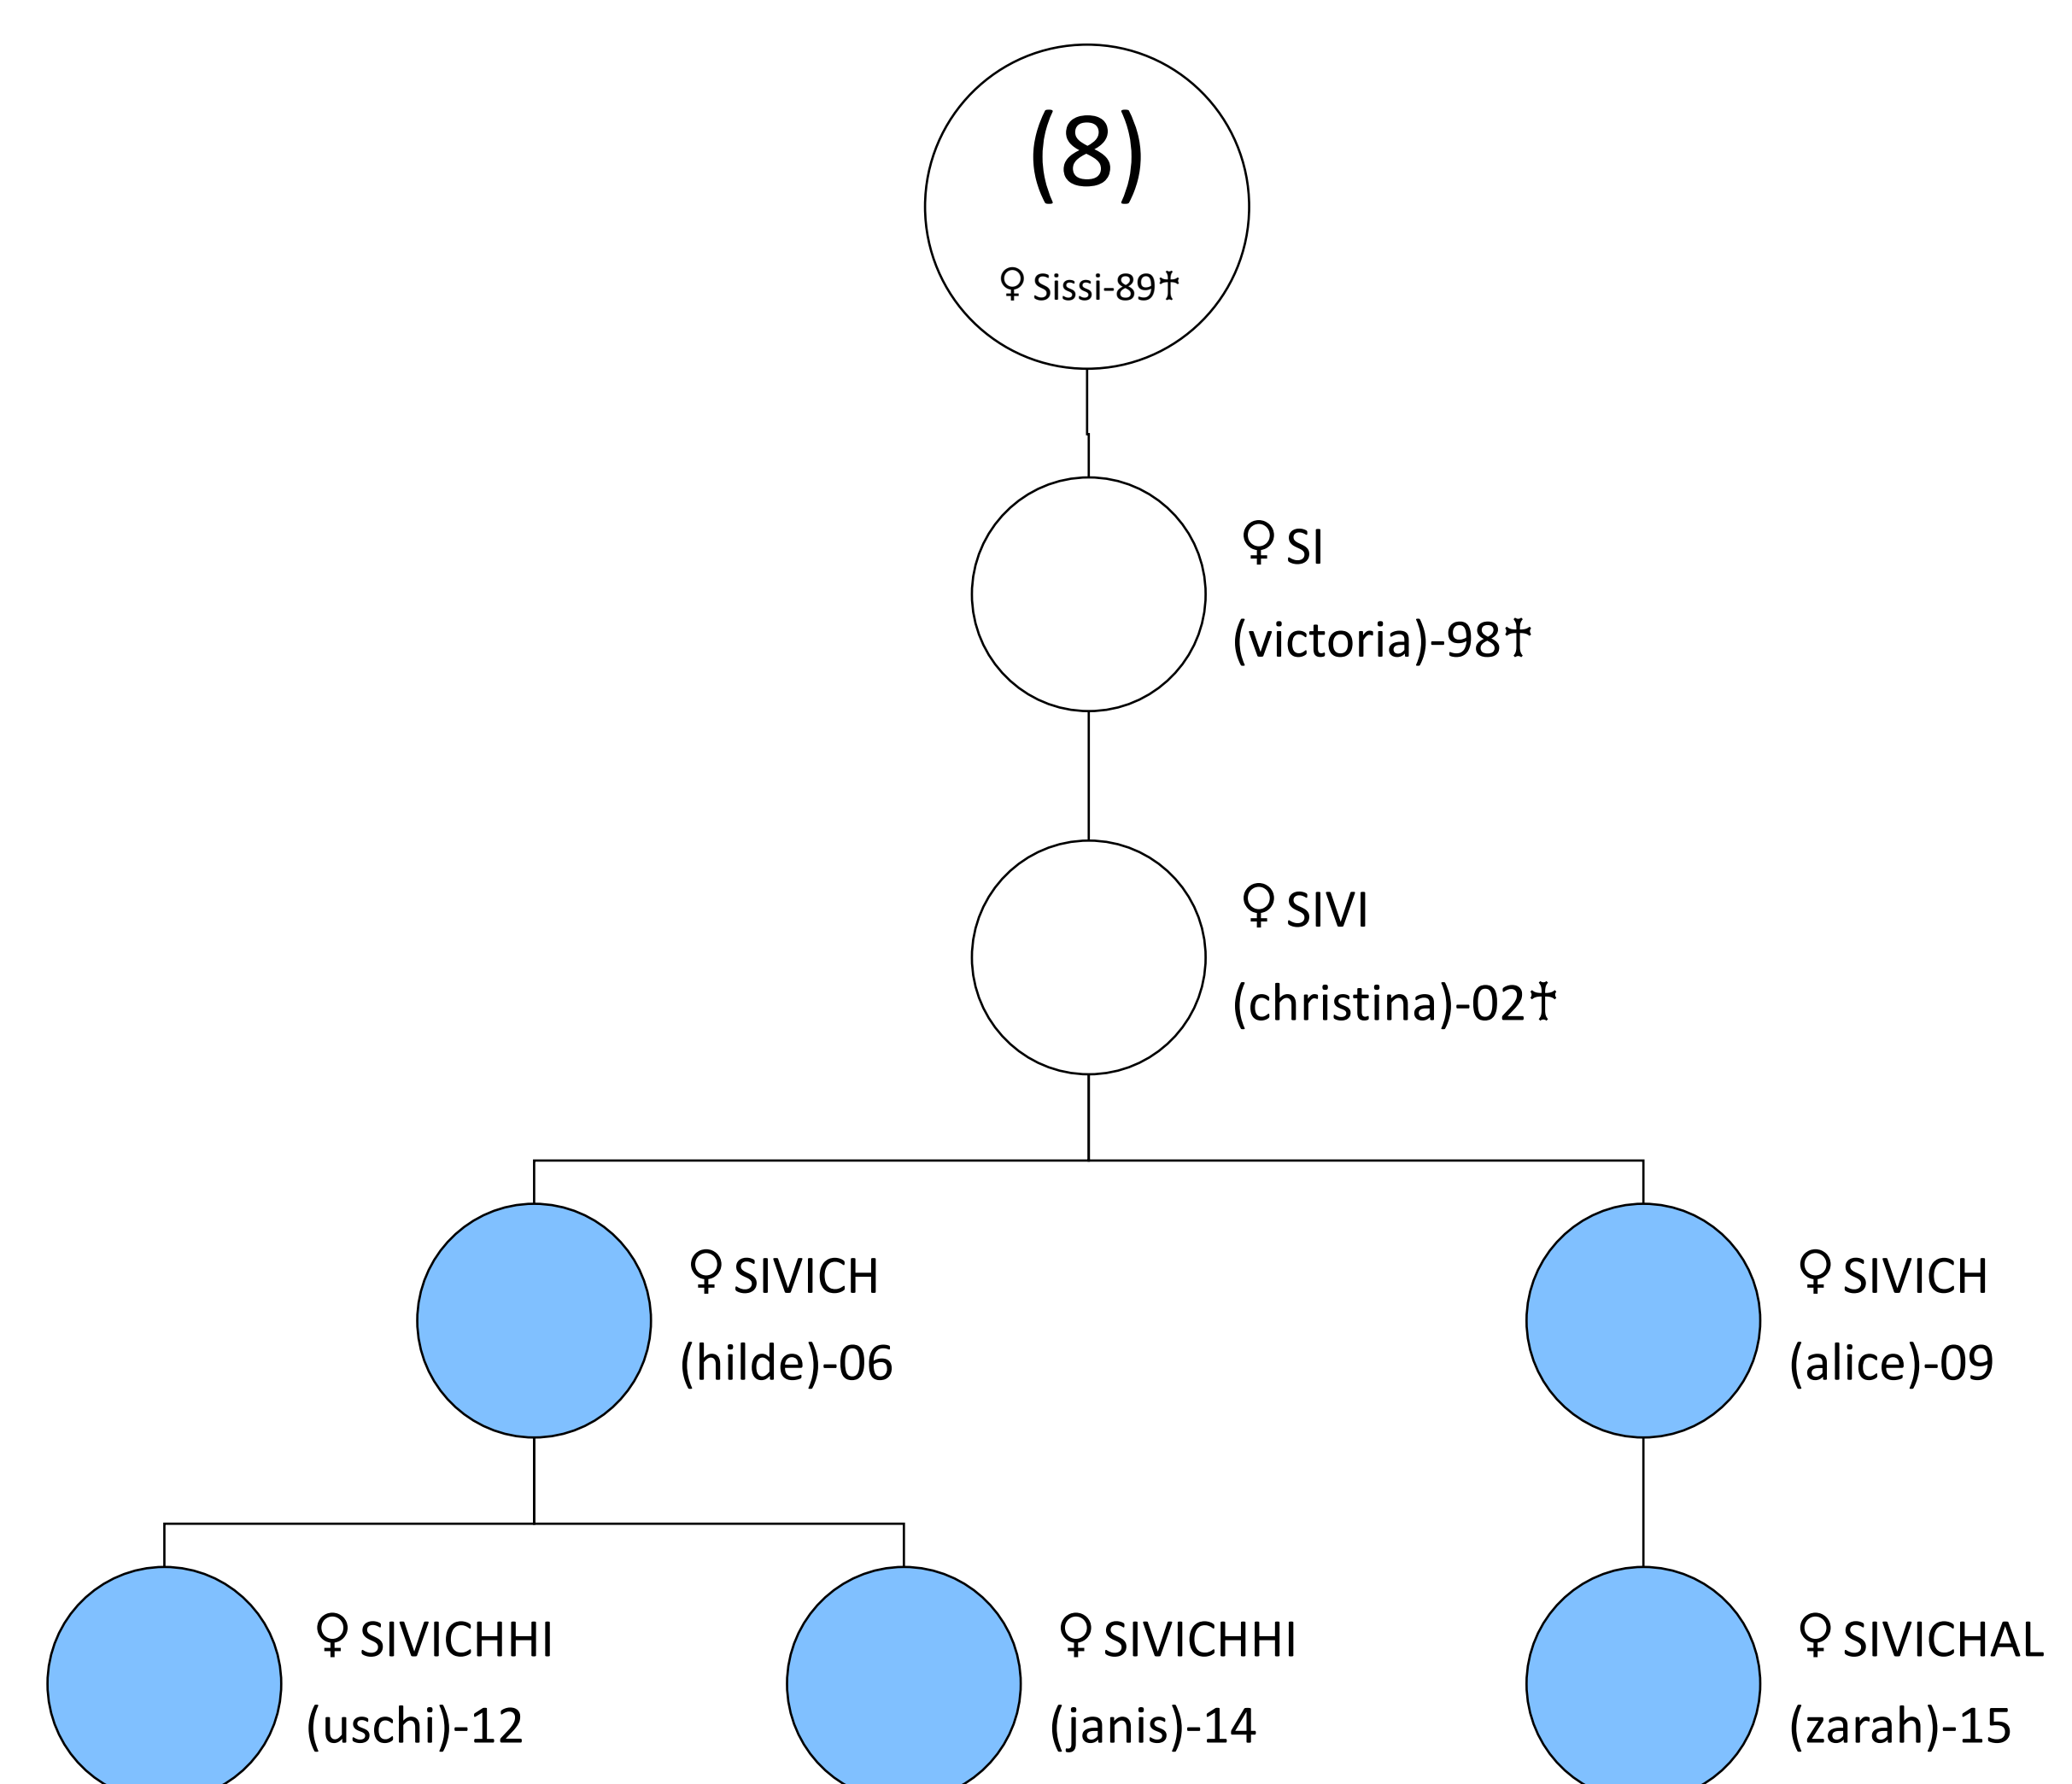 (8)
♀ Sissi-89♰
♀ SI
(victoria)-98♰
♀ SIVI
(christina)-02♰
♀ SIVICH
(hilde)-06
♀ SIVICH
(alice)-09
♀ SIVICHHI
(uschi)-12
♀ SIVICHHI
(janis)-14
♀ SIVICHAL
(zarah)-15